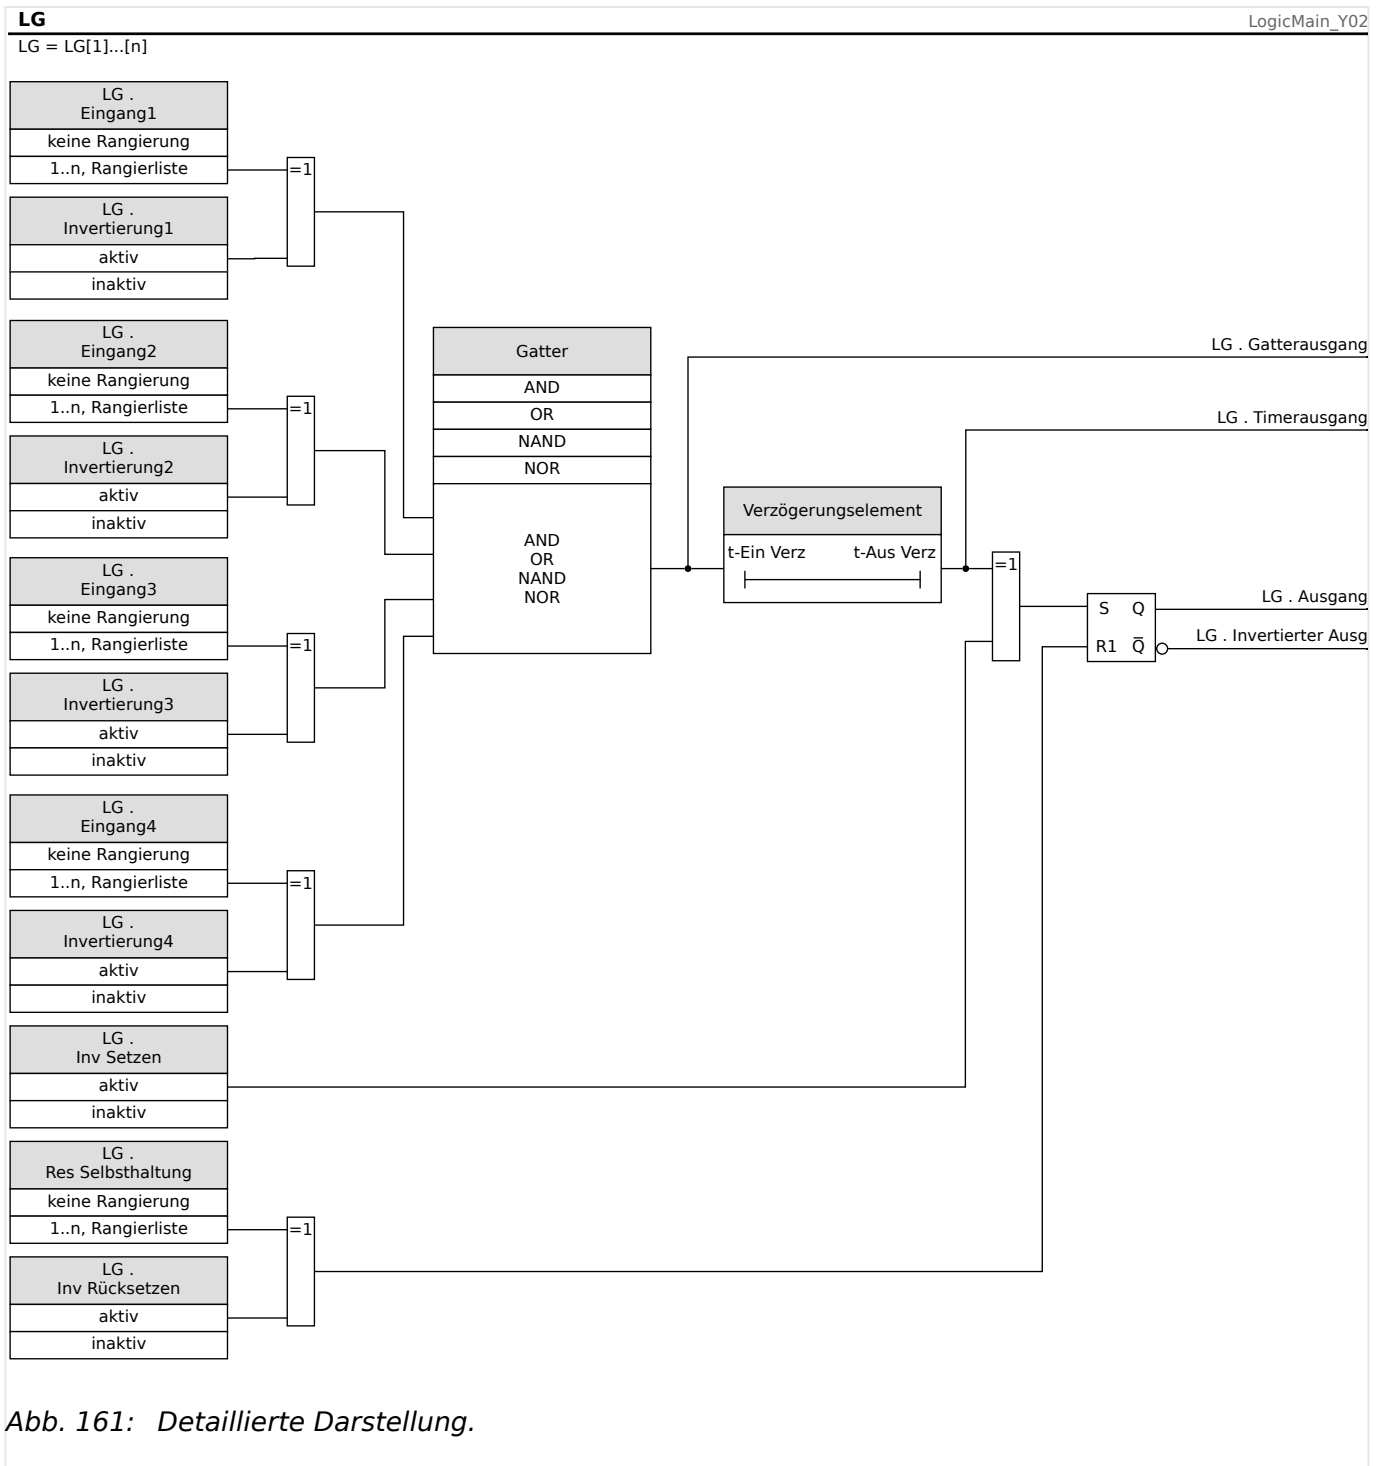 LG
LogicMain_Y02
LG = LG[1]...[n]
LG .
Eingang1
keine Rangierung
1..n, Rangierliste
=1
LG .
Invertierung1
aktiv
inaktiv
LG .
Eingang2
keine Rangierung
1..n, Rangierliste
=1
LG .
Invertierung2
aktiv
inaktiv
LG .
Eingang3
keine Rangierung
1..n, Rangierliste
=1
LG .
Invertierung3
aktiv
inaktiv
LG .
Eingang4
keine Rangierung
1..n, Rangierliste
=1
LG .
Invertierung4
aktiv
inaktiv
LG .
Inv Setzen
aktiv
inaktiv
LG .
Res Selbsthaltung
keine Rangierung
1..n, Rangierliste
=1
LG .
Inv Rücksetzen
aktiv
inaktiv
Gatter
AND
OR
NAND
NOR
AND
OR
NAND
NOR
Verzögerungselement
t-Ein Verz t-Aus Verz
=1
S Q
R1 Q̅
LG . Gatterausgang
LG . Timerausgang
LG . Ausgang
LG . Invertierter Ausg
Abb. 161: Detaillierte Darstellung.